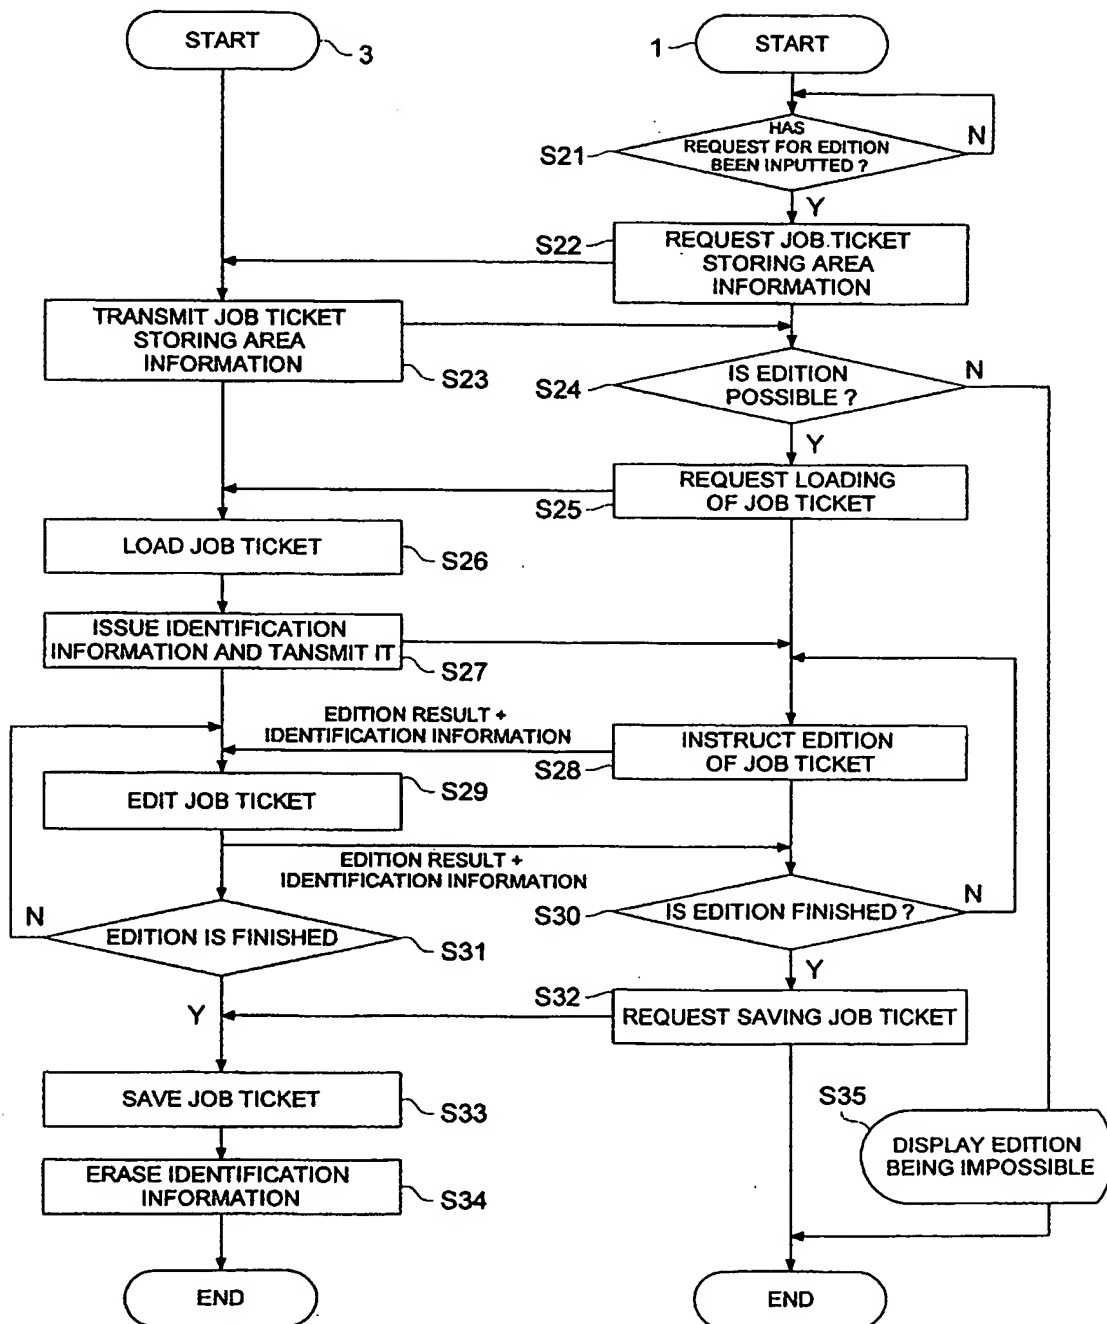 START
3
1
START
HAS
REQUEST FOR EDITION
BEEN INPUTTED ?
N
S21
Y
S22
REQUEST JOB TICKET
STORING AREA
INFORMATION
TRANSMIT JOB TICKET
STORING AREA
INFORMATION
S23
S24
IS EDITION
POSSIBLE ?
N
Y
REQUEST LOADING
OF JOB TICKET
S25
LOAD JOB TICKET
S26
ISSUE IDENTIFICATION
INFORMATION AND TANSMIT IT
S27
EDITION RESULT +
IDENTIFICATION INFORMATION
INSTRUCT EDITION
OF JOB TICKET
S28
EDIT JOB TICKET
S29
EDITION RESULT +
IDENTIFICATION INFORMATION
S30
IS EDITION FINISHED ?
N
N
EDITION IS FINISHED
S31
Y
Y
S32
REQUEST SAVING JOB TICKET
SAVE JOB TICKET
S33
S35
DISPLAY EDITION
BEING IMPOSSIBLE
ERASE IDENTIFICATION
INFORMATION
S34
END
END